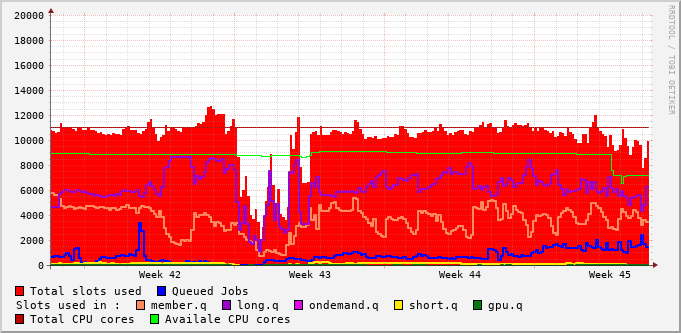 20000
18000
16000
14000
12000
10000
8000
6000
4000
2000
0
Week 42 Week 43 Week 44 Week 45
RRDTOOL / TOBI OETIKER
Total slots used Queued Jobs
Slots used in : member.q long.q ondemand.q short.q gpu.q
Total CPU cores Availale CPU cores